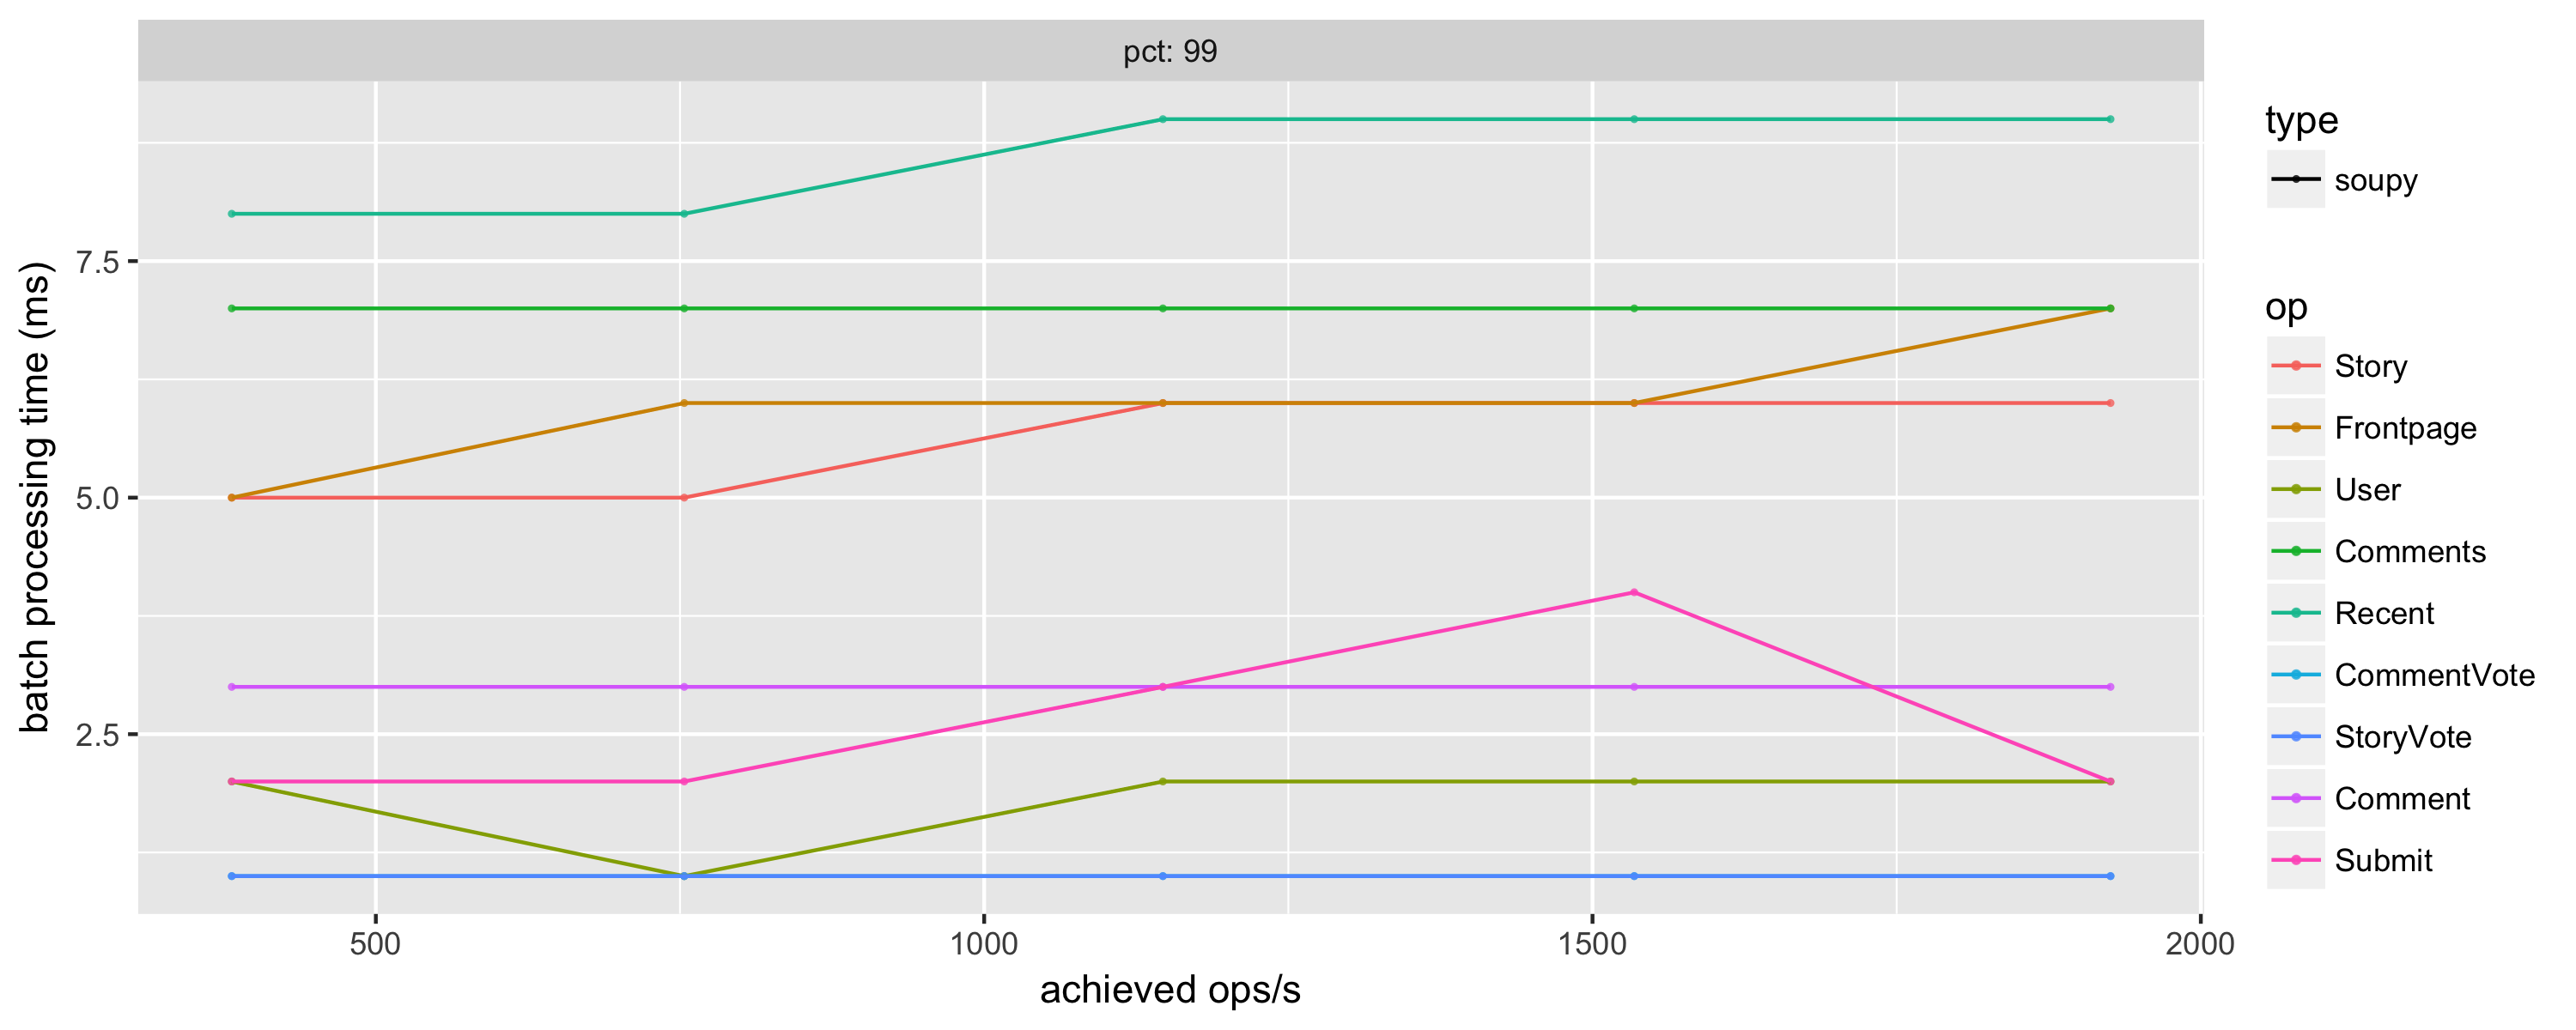 pct: 99
batch processing time (ms)
7.5
5.0
2.5
500
1000
1500
2000
achieved ops/s
type
soupy
op
Story
Frontpage
User
Comments
Recent
CommentVote
StoryVote
Comment
Submit